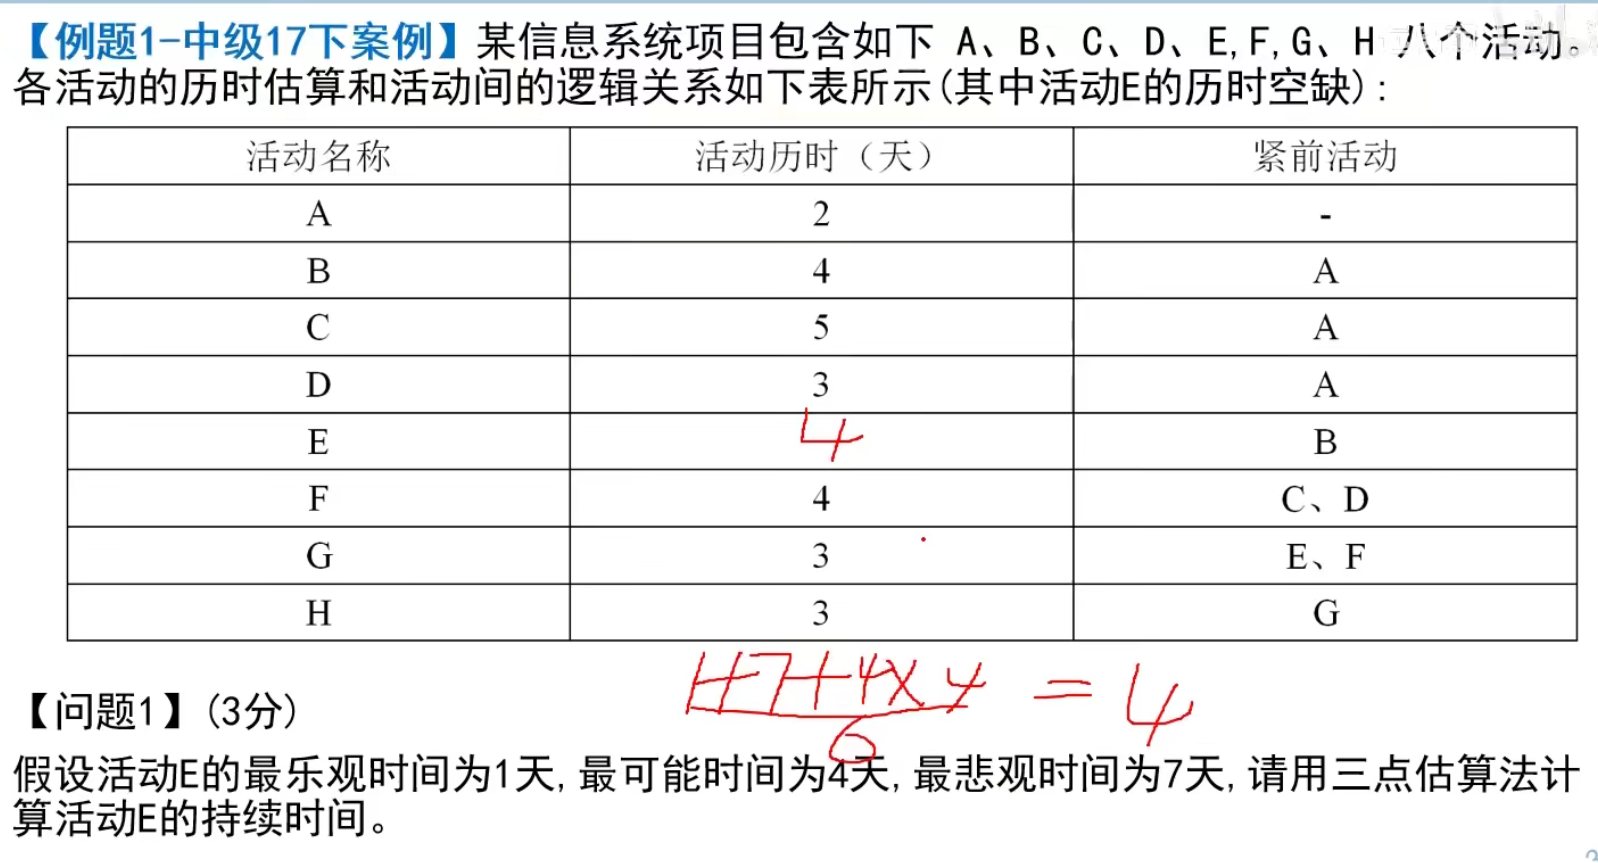 【例题1-中级17下案例】某信息系统项目包含如下 A、B、C、D、E,F,G、H 八个活动。
各活动的历时估算和活动间的逻辑关系如下表所示(其中活动E的历时空缺):
活动名称 活动历时（天） 紧前活动
A 2 -
B 4 A
C 5 A
D 3 A
E 4 B
F 4 C、D
G 3 E、F
H 3 G
1+7+4×4 = 4
6
【问题1】(3分)
假设活动E的最乐观时间为1天,最可能时间为4天,最悲观时间为7天,请用三点估算法计
算活动E的持续时间。